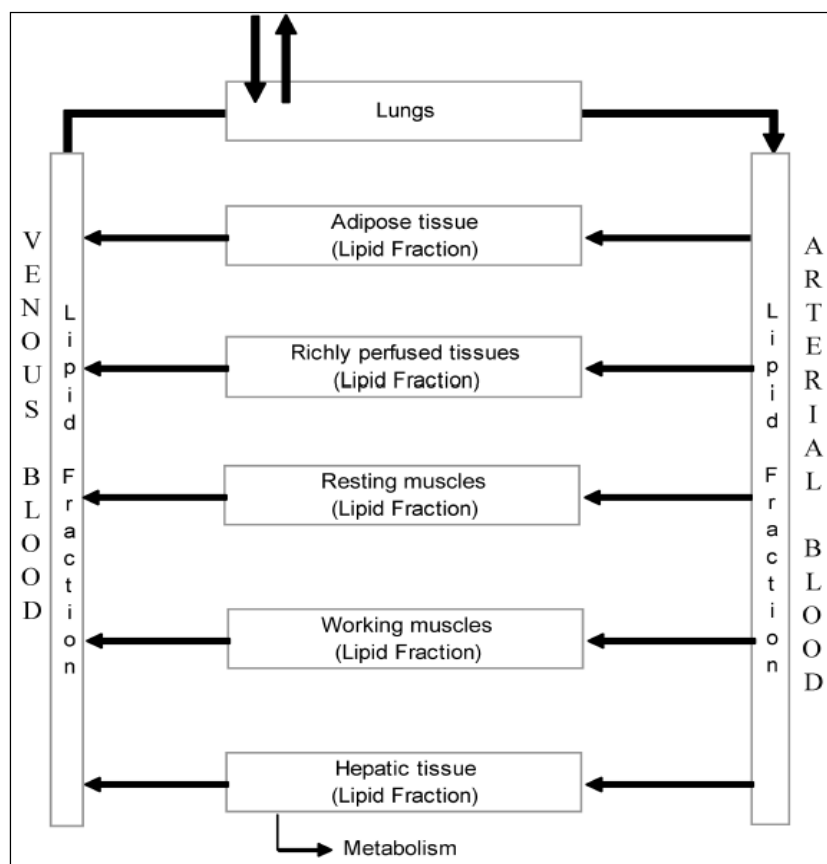 Lungs
Adipose tissue
(Lipid Fraction)
Richly perfused tissues
(Lipid Fraction)
Resting muscles
(Lipid Fraction)
Working muscles
(Lipid Fraction)
Hepatic tissue
(Lipid Fraction)
Metabolism
VENOUS BLOOD
Lipid Fraction
Lipid Fraction
ARTERIAL BLOOD